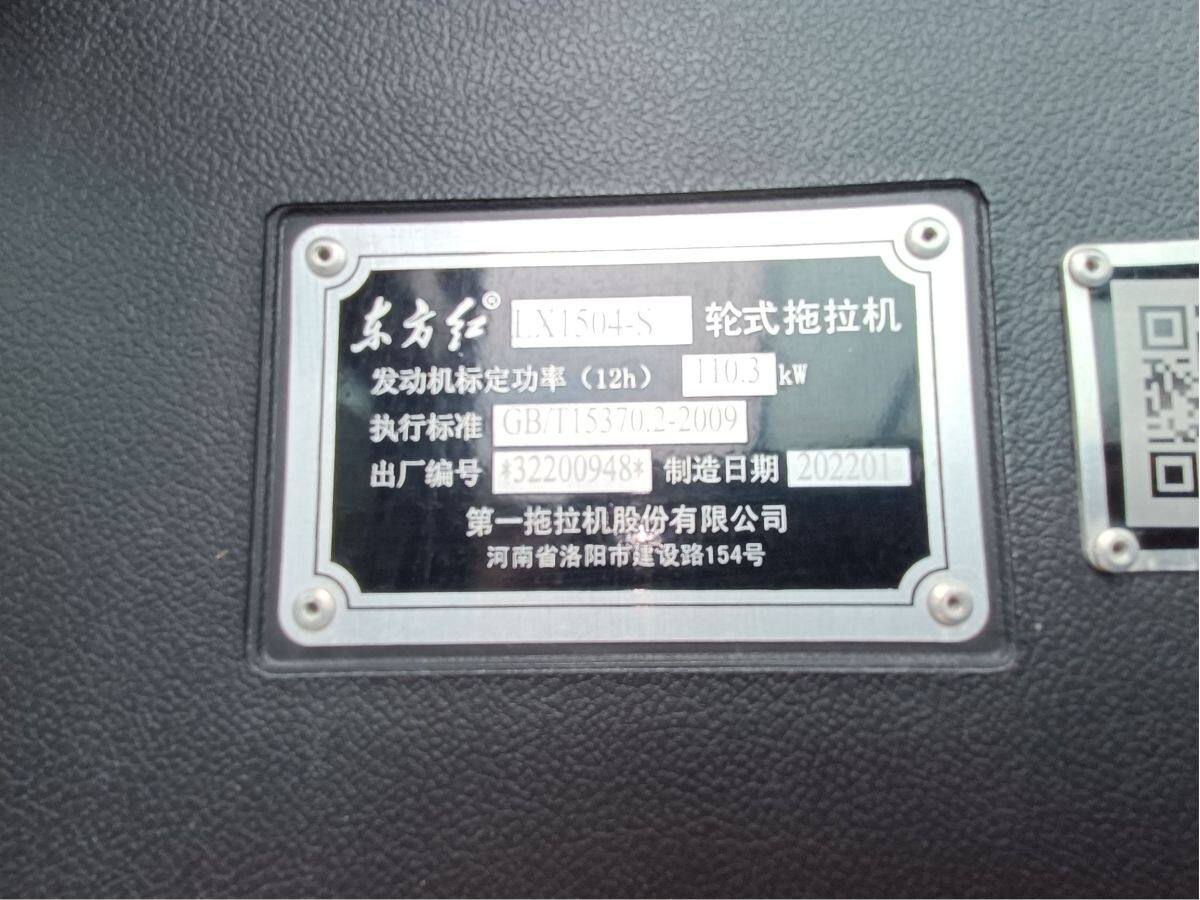 东方红® LX1504-S 轮式拖拉机
发动机标定功率（12h） 110.3 kW
执行标准 GB/T15370.2-2009
出厂编号 *32200948* 制造日期 202201
第一拖拉机股份有限公司
河南省洛阳市建设路154号